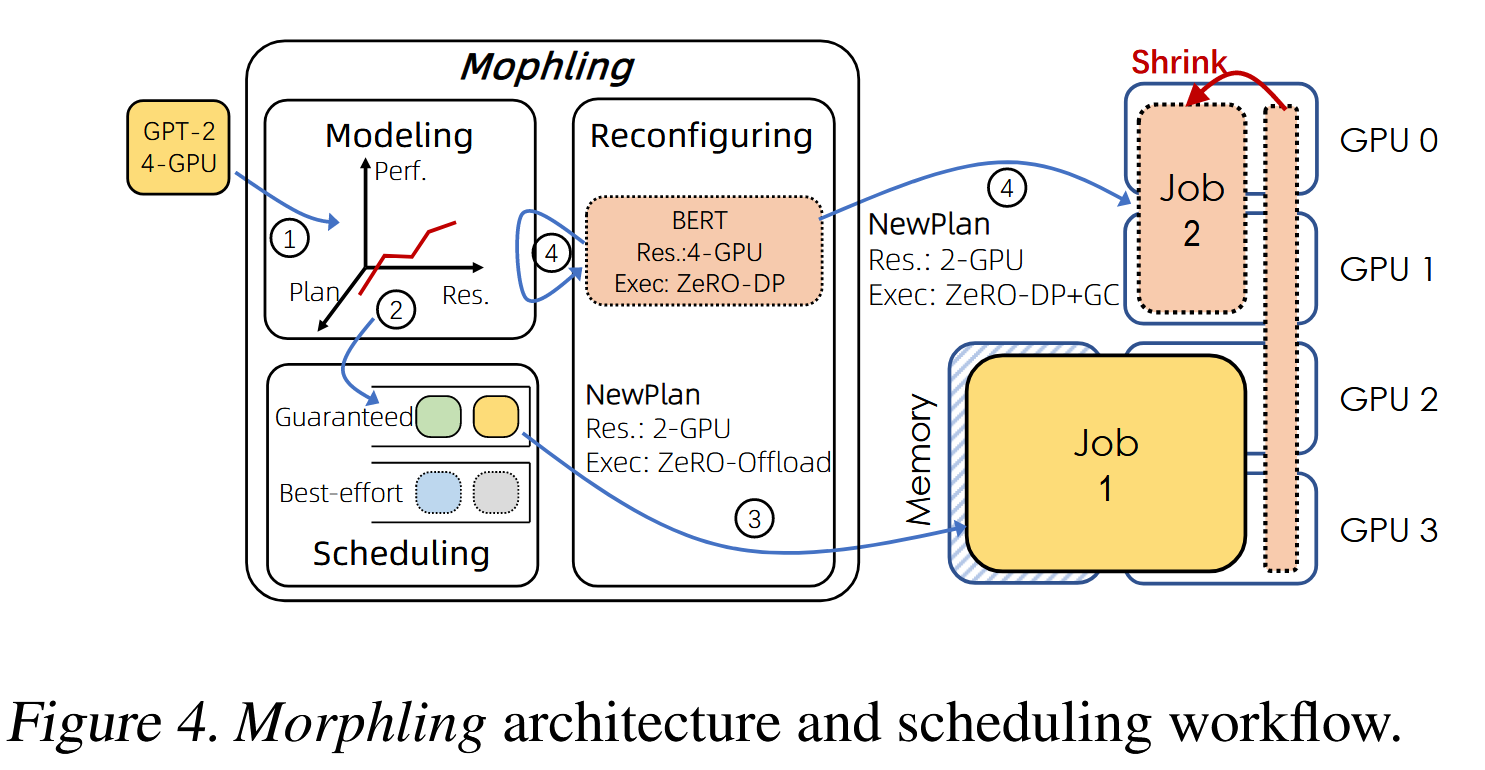 Mophling
GPT-2
4-GPU
1
Modeling
Perf.
Plan
Res.
2
Guaranteed
Best-effort
Scheduling
Reconfiguring
4
BERT
Res.:4-GPU
Exec: ZeRO-DP
NewPlan
Res.: 2-GPU
Exec: ZeRO-Offload
3
4
NewPlan
Res.: 2-GPU
Exec: ZeRO-DP+GC
Shrink
Job
2
Memory
Job
1
GPU 0
GPU 1
GPU 2
GPU 3
Figure 4. Morphling architecture and scheduling workflow.